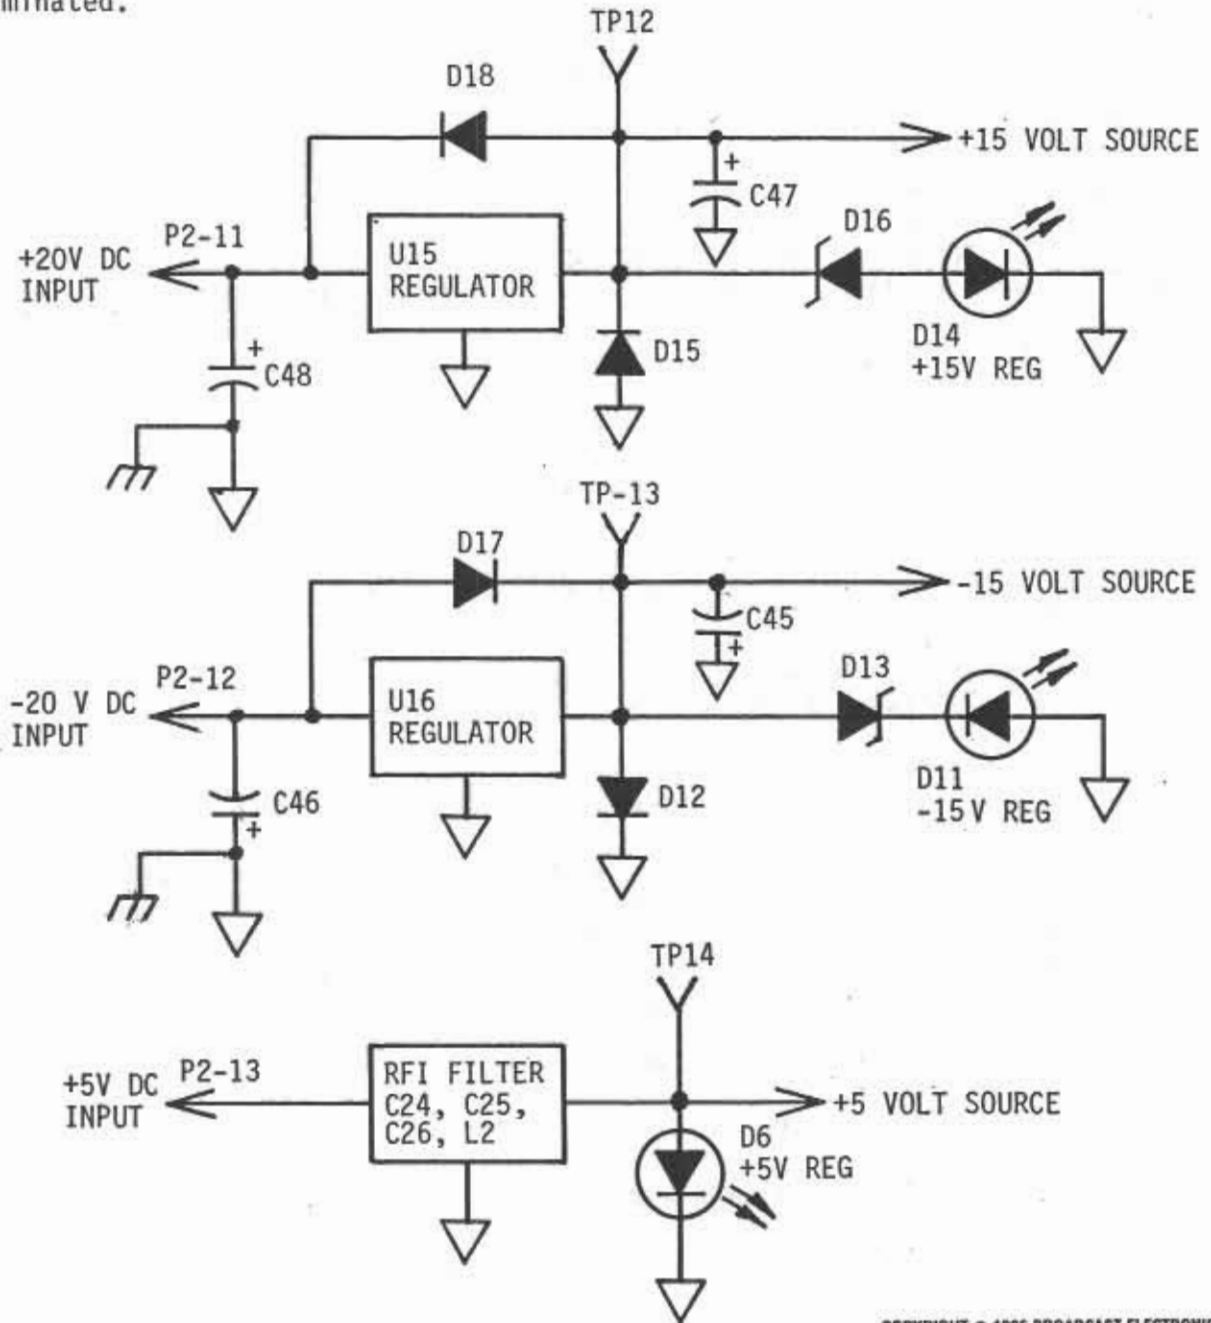 minated.
TP12
D18
+15 VOLT SOURCE
+
C47
P2-11
D16
+20V DC
INPUT
U15
REGULATOR
D14
+15V REG
D15
+
C48
TP-13
D17
-15 VOLT SOURCE
C45
+
P2-12
D13
-20 V DC
INPUT
U16
REGULATOR
D11
-15V REG
D12
C46
+
TP14
P2-13
+5V DC
INPUT
RFI FILTER
C24, C25,
C26, L2
+5 VOLT SOURCE
D6
+5V REG